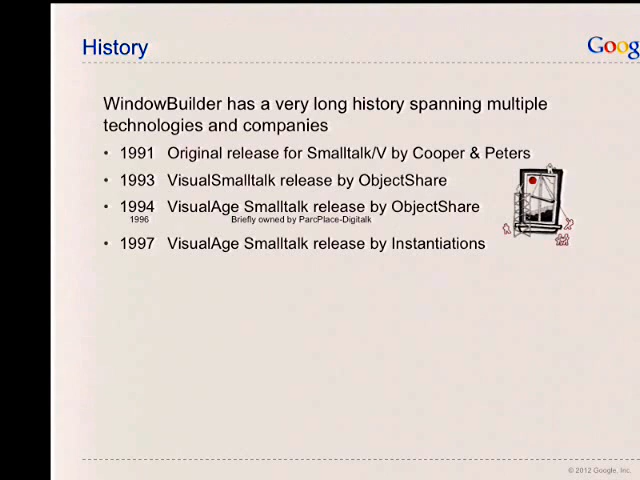 History
Goog
WindowBuilder has a very long history spanning multiple
technologies and companies
• 1991 Original release for Smalltalk/V by Cooper & Peters
• 1993 VisualSmalltalk release by ObjectShare
• 1994 VisualAge Smalltalk release by ObjectShare
1996 Briefly owned by ParcPlace-Digitalk
• 1997 VisualAge Smalltalk release by Instantiations
© 2012 Google, Inc.